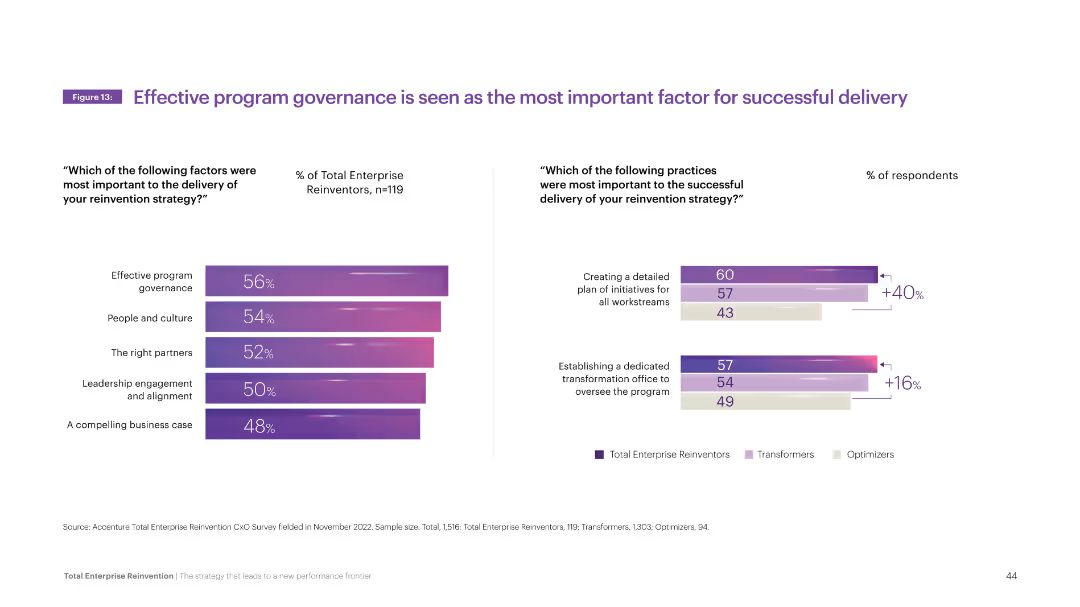 Figure 13:
Effective program governance is seen as the most important factor for successful delivery
“Which of the following factors were
most important to the delivery of
your reinvention strategy?”
% of Total Enterprise
Reinventors, n=119
Effective program
governance
56%
People and culture
54%
The right partners
52%
Leadership engagement
and alignment
50%
A compelling business case
48%
“Which of the following practices
were most important to the successful
delivery of your reinvention strategy?”
% of respondents
Creating a detailed
plan of initiatives for
all workstreams
60
57
43
+40%
Establishing a dedicated
transformation office to
oversee the program
57
54
49
+16%
Total Enterprise Reinventors
Transformers
Optimizers
Source: Accenture Total Enterprise Reinvention CxO Survey fielded in November 2022. Sample size. Total, 1,516: Total Enterprise Reinventors, 119; Transformers, 1,303; Optimizers, 94.
Total Enterprise Reinvention | The strategy that leads to a new performance frontier
44